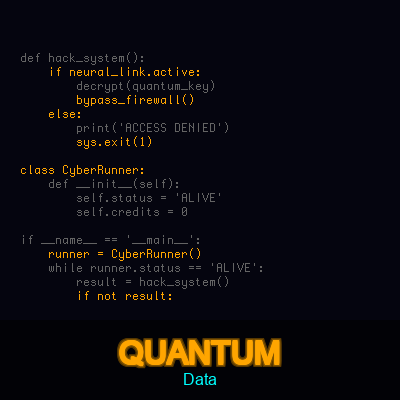 def hack_system():
    if neural_link.active:
        decrypt(quantum_key)
        bypass_firewall()
    else:
        print('ACCESS DENIED')
        sys.exit(1)
class CyberRunner:
    def __init__(self):
        self.status = 'ALIVE'
        self.credits = 0
if __name__ == '__main__':
    runner = CyberRunner()
    while runner.status == 'ALIVE':
        result = hack_system()
        if not result:
QUANTUM
Data